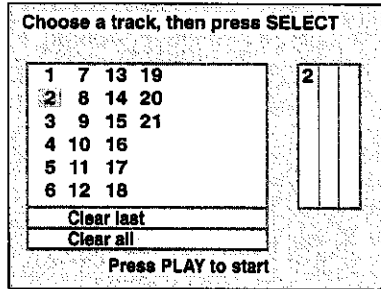 Choose a track, then press SELECT
1 7 13 19
2 8 14 20
3 9 15 21
4 10 16
5 11 17
6 12 18
2
Clear last
Clear all
Press PLAY to start